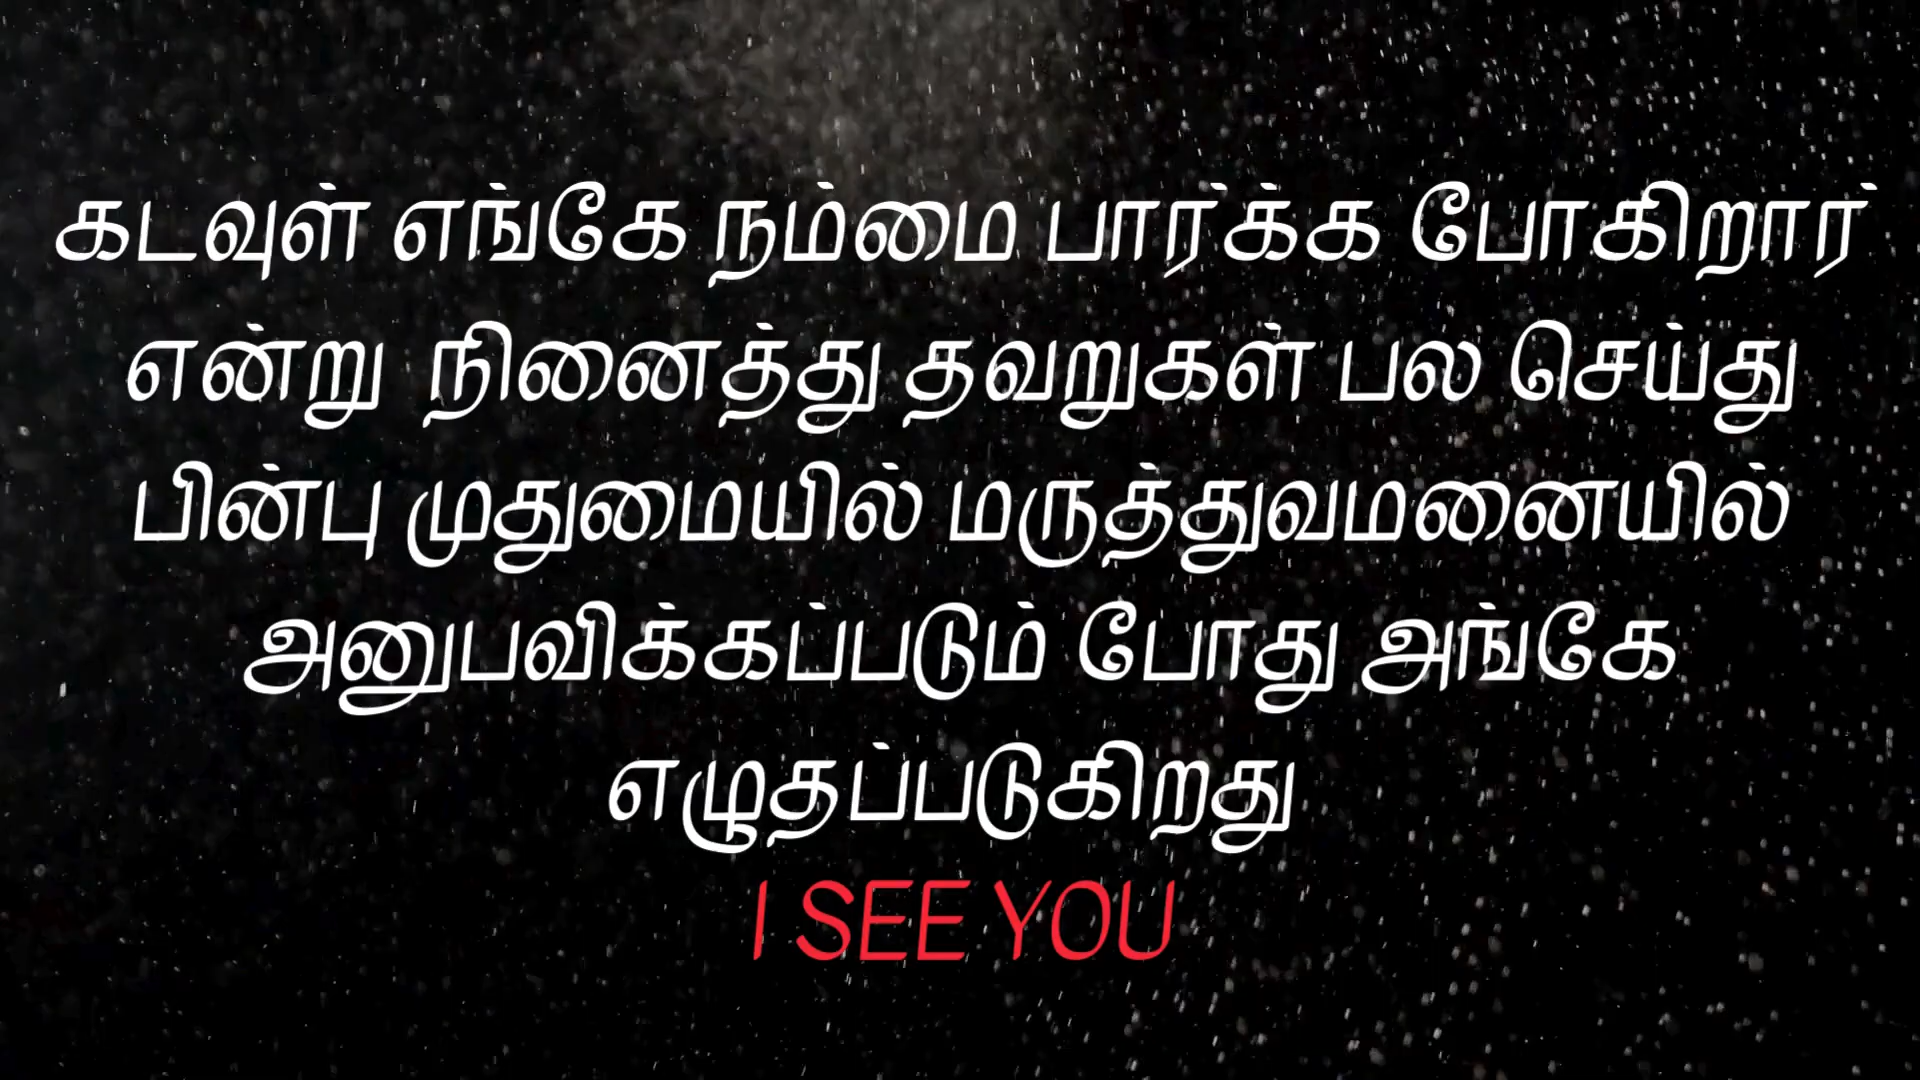 கடவுள் எங்கே நம்மை பார்க்க போகிறார்
என்று நினைத்து தவறுகள் பல செய்து
பின்பு முதுமையில் மருத்துவமனையில்
அனுபவிக்கப்படும் போது அங்கே
எழுதப்படுகிறது
I SEE YOU